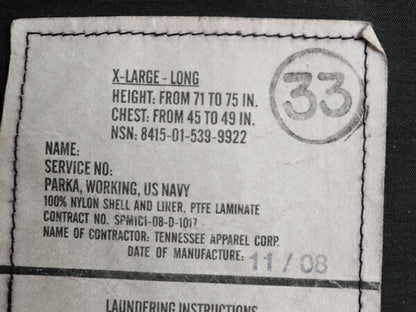 X-LARGE - LONG
33
HEIGHT: FROM 71 TO 75 IN.
CHEST: FROM 45 TO 49 IN.
NSN: 8415-01-539-9922
NAME:
SERVICE NO:
PARKA, WORKING, US NAVY
100% NYLON SHELL AND LINER, PTFE LAMINATE
CONTRACT NO. SPM1C1-08-D-1017
NAME OF CONTRACTOR: TENNESSEE APPAREL CORP.
DATE OF MANUFACTURE: 11/08
LAUNDERING INSTRUCTIONS